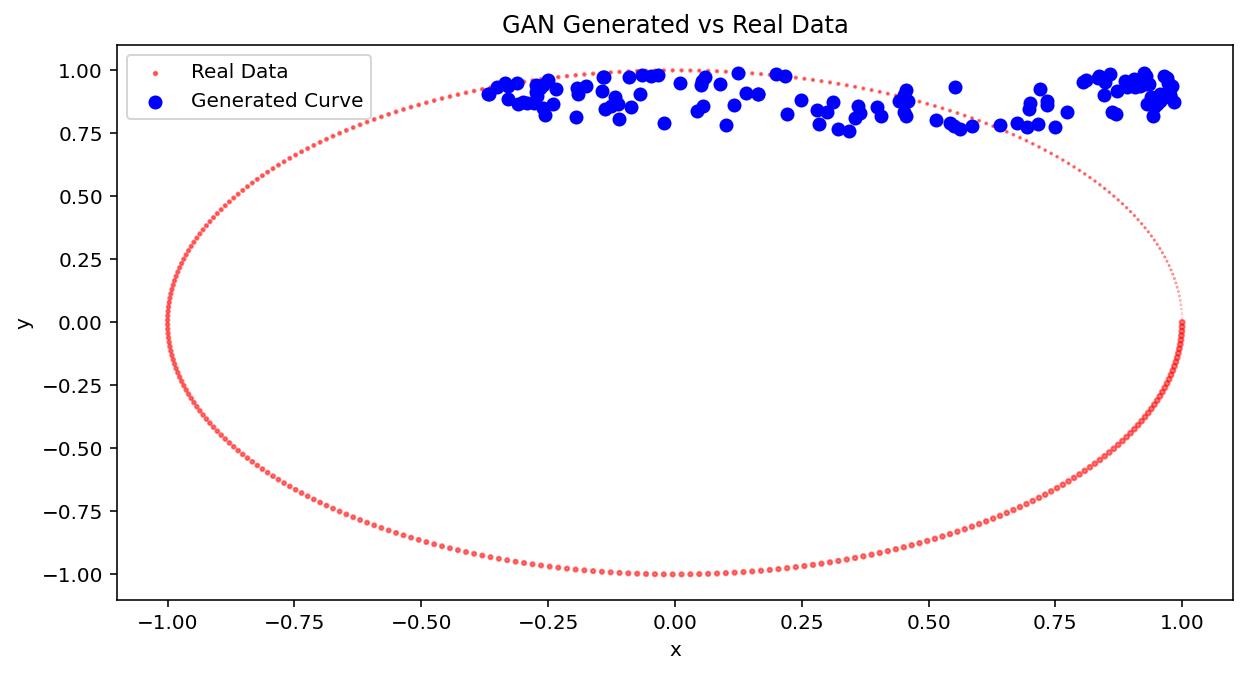 GAN Generated vs Real Data
Real Data
Generated Curve
1.00
0.75
0.50
0.25
0.00
−0.25
−0.50
−0.75
−1.00
y
−1.00 −0.75 −0.50 −0.25 0.00 0.25 0.50 0.75 1.00
x